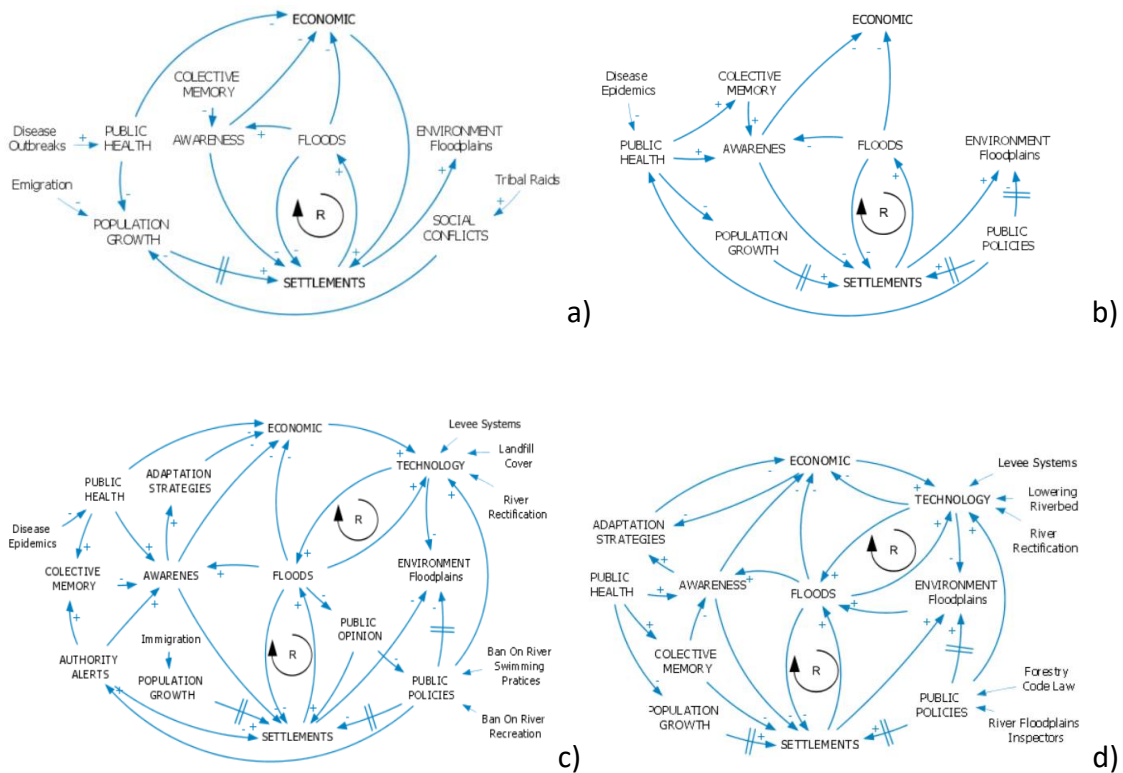 ECONOMIC
COLECTIVE
MEMORY
Disease
Outbreaks
PUBLIC
HEALTH
AWARENESS
FLOODS
ENVIRONMENT
Floodplains
Emigration
Tribal Raids
POPULATION
GROWTH
R
SOCIAL
CONFLICTS
SETTLEMENTS
a)
ECONOMIC
Disease
Epidemics
COLECTIVE
MEMORY
PUBLIC
HEALTH
AWARENES
FLOODS
ENVIRONMENT
Floodplains
R
POPULATION
GROWTH
PUBLIC
POLICIES
SETTLEMENTS
b)
ECONOMIC
Levee Systems
Landfill
Cover
TECHNOLOGY
ADAPTATION
STRATEGIES
PUBLIC
HEALTH
River
Rectification
R
Disease
Epidemics
COLECTIVE
MEMORY
AWARENES
FLOODS
ENVIRONMENT
Floodplains
PUBLIC
OPINION
Immigration
R
AUTHORITY
ALERTS
POPULATION
GROWTH
PUBLIC
POLICIES
Ban On River
Swimming
Pratices
Ban On River
Recreation
SETTLEMENTS
c)
ECONOMIC
Levee Systems
TECHNOLOGY
Lowering
Riverbed
ADAPTATION
STRATEGIES
River
Rectification
R
PUBLIC
HEALTH
AWARENESS
FLOODS
ENVIRONMENT
Floodplains
COLECTIVE
MEMORY
R
Forestry
Code Law
POPULATION
GROWTH
PUBLIC
POLICIES
River Floodplains
Inspectors
SETTLEMENTS
d)